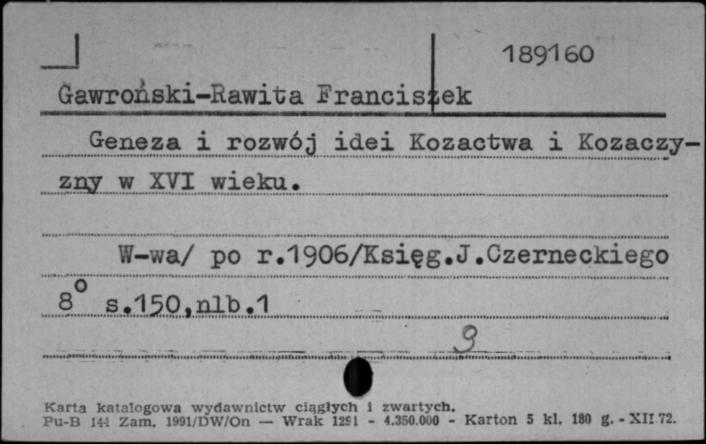 189160
Gawroński-Rawita Franciszek
Geneza i rozwój idei Kozactwa i Kozaczy-
zny w XVI wieku.
W-wa/ po r.1906/Księg.J.Czerneckiego
8° s.150,nlb.1
9
Karta katalogowa wydawnictw ciągłych i zwartych.
Pu-B 144 Zam. 1991/DW/On — Wrak 1291 - 4.350.000 - Karton 5 kl. 180 g. - XII 72.